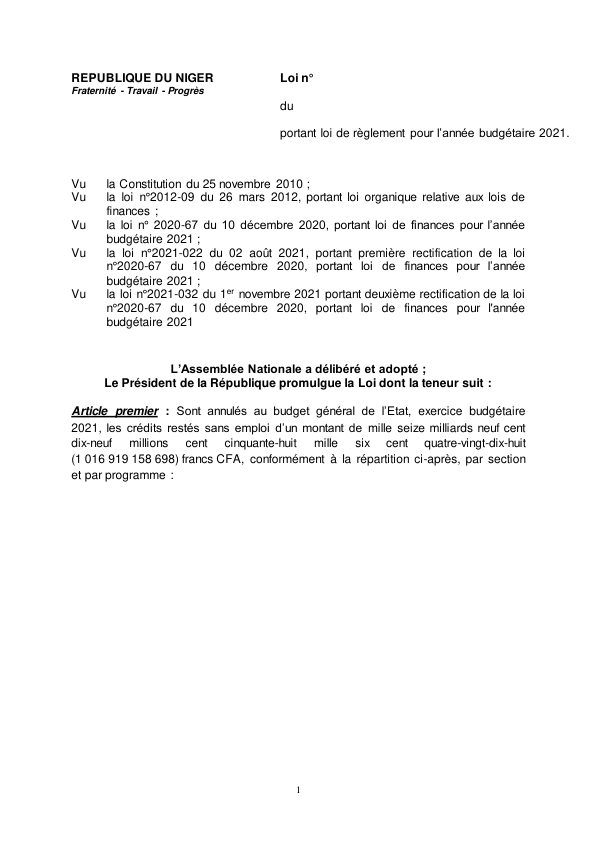 REPUBLIQUE DU NIGER
Fraternité - Travail - Progrès
Loi n°
du
portant loi de règlement pour l'année budgétaire 2021.
Vu la Constitution du 25 novembre 2010 ;
Vu la loi n°2012-09 du 26 mars 2012, portant loi organique relative aux lois de
finances ;
Vu la loi n° 2020-67 du 10 décembre 2020, portant loi de finances pour l'année
budgétaire 2021 ;
Vu la loi n°2021-022 du 02 août 2021, portant première rectification de la loi
n°2020-67 du 10 décembre 2020, portant loi de finances pour l'année
budgétaire 2021 ;
Vu la loi n°2021-032 du 1er novembre 2021 portant deuxième rectification de la loi
n°2020-67 du 10 décembre 2020, portant loi de finances pour l'année
budgétaire 2021
L'Assemblée Nationale a délibéré et adopté ;
Le Président de la République promulgue la Loi dont la teneur suit :
Article premier : Sont annulés au budget général de l'Etat, exercice budgétaire
2021, les crédits restés sans emploi d'un montant de mille seize milliards neuf cent
dix-neuf millions cent cinquante-huit mille six cent quatre-vingt-dix-huit
(1 016 919 158 698) francs CFA, conformément à la répartition ci-après, par section
et par programme :
1